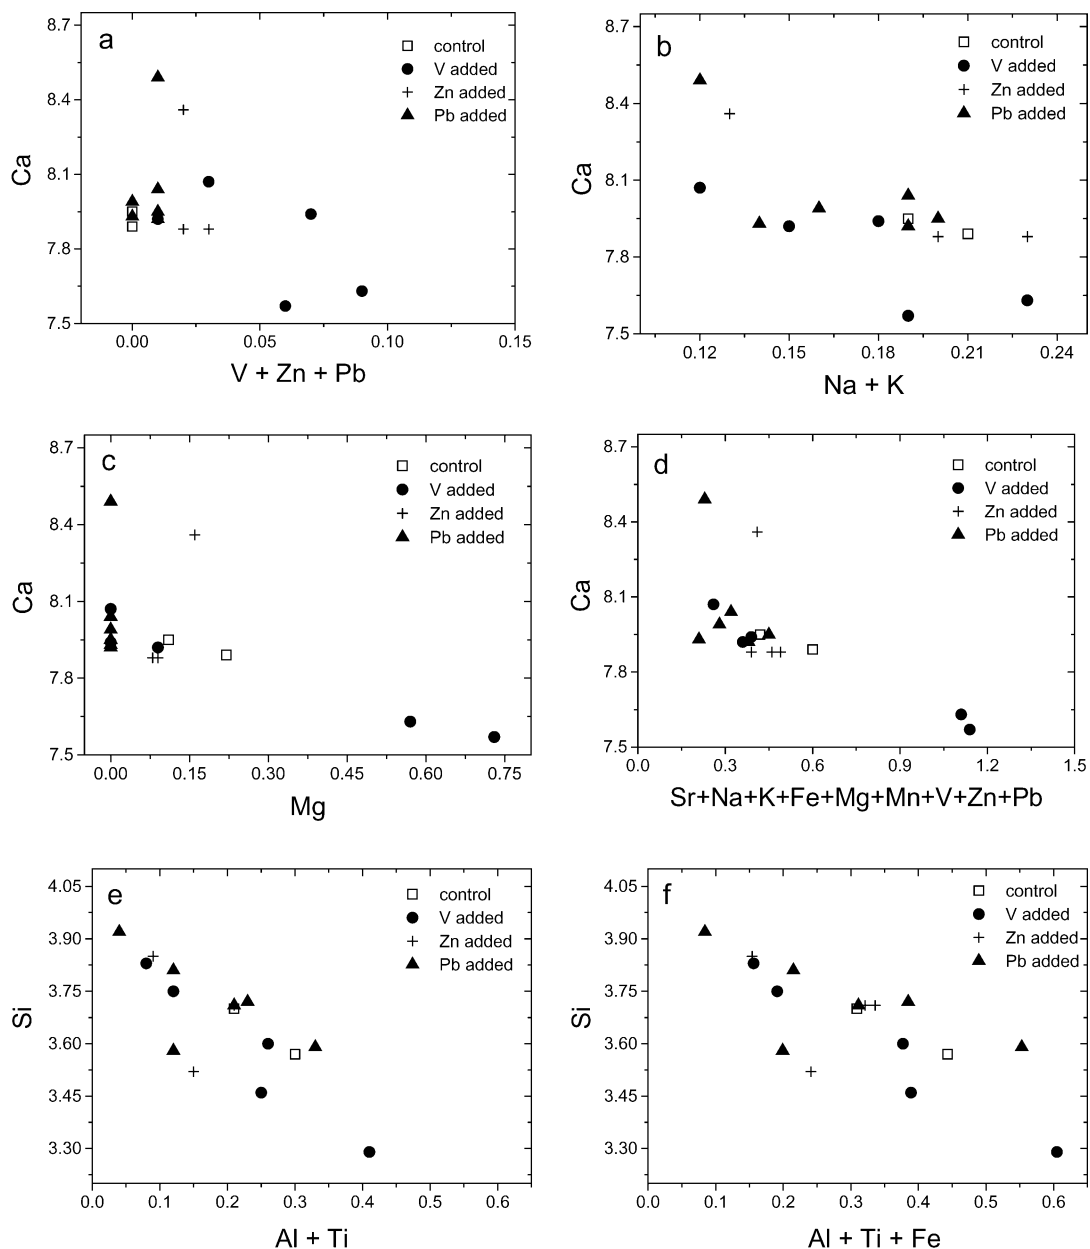 a
8.7
8.4
8.1
7.8
7.5
Ca
control
V added
Zn added
Pb added
0.00 0.05 0.10 0.15
V + Zn + Pb
b
8.7
8.4
8.1
7.8
7.5
Ca
control
V added
Zn added
Pb added
0.12 0.15 0.18 0.21 0.24
Na + K
c
8.7
8.4
8.1
7.8
7.5
Ca
control
V added
Zn added
Pb added
0.00 0.15 0.30 0.45 0.60 0.75
Mg
d
8.7
8.4
8.1
7.8
7.5
Ca
control
V added
Zn added
Pb added
0.3 0.6 0.9 1.2 1.5
Sr+Na+K+Fe+Mg+Mn+V+Zn+Pb
e
4.05
3.90
3.75
3.60
3.45
3.30
Si
control
V added
Zn added
Pb added
0.0 0.1 0.2 0.3 0.4 0.5 0.6
Al + Ti
f
4.05
3.90
3.75
3.60
3.45
3.30
Si
control
V added
Zn added
Pb added
0.0 0.1 0.2 0.3 0.4 0.5 0.6
Al + Ti + Fe